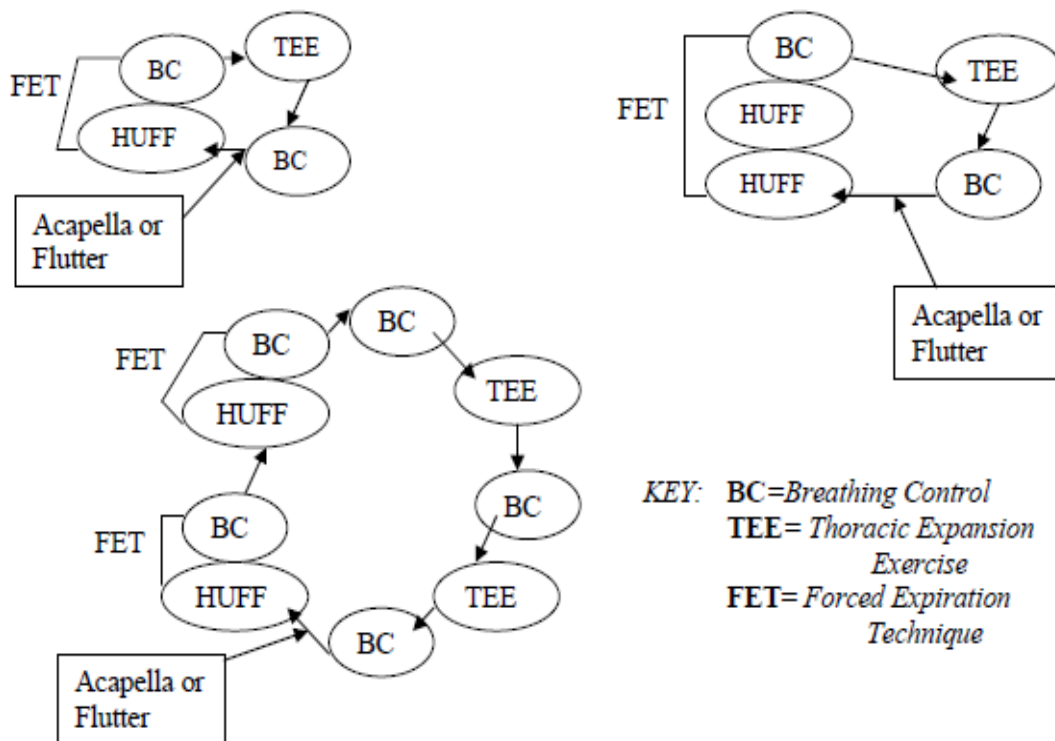 TEE
BC
FET
HUFF
BC
Acapella or
Flutter
BC
TEE
FET
HUFF
HUFF
BC
Acapella or
Flutter
BC
BC
FET
TEE
HUFF
BC
BC
FET
HUFF
TEE
BC
Acapella or
Flutter
KEY: BC=Breathing Control
TEE= Thoracic Expansion
Exercise
FET= Forced Expiration
Technique